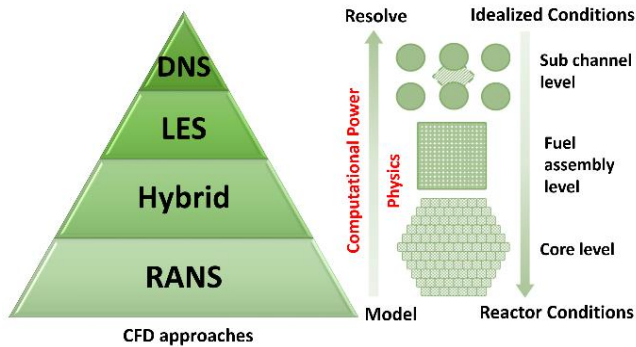 DNS
LES
Hybrid
RANS
CFD approaches
Resolve
Computational Power
Physics
Model
Idealized Conditions
Sub channel
level
Fuel
assembly
level
Core level
Reactor Conditions